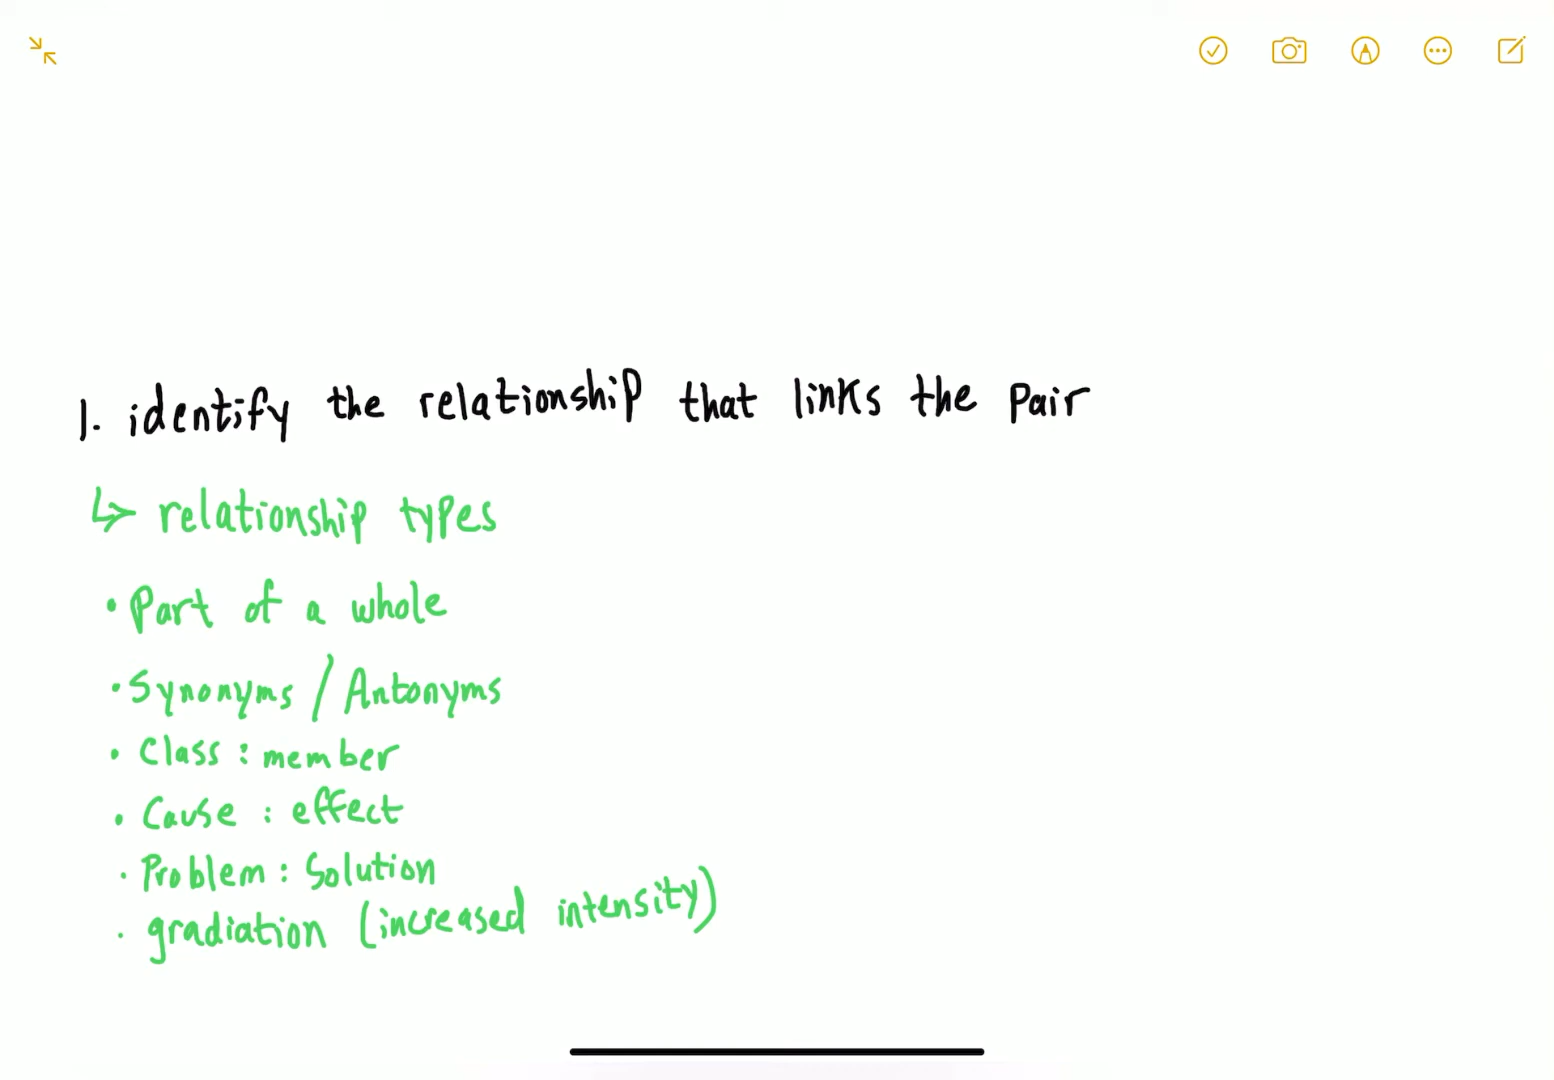 1. identify the relationship that links the pair
↳ relationship types
• Part of a whole
• Synonyms / Antonyms
• Class : member
• Cause : effect
• Problem : Solution
• gradiation (increased intensity)